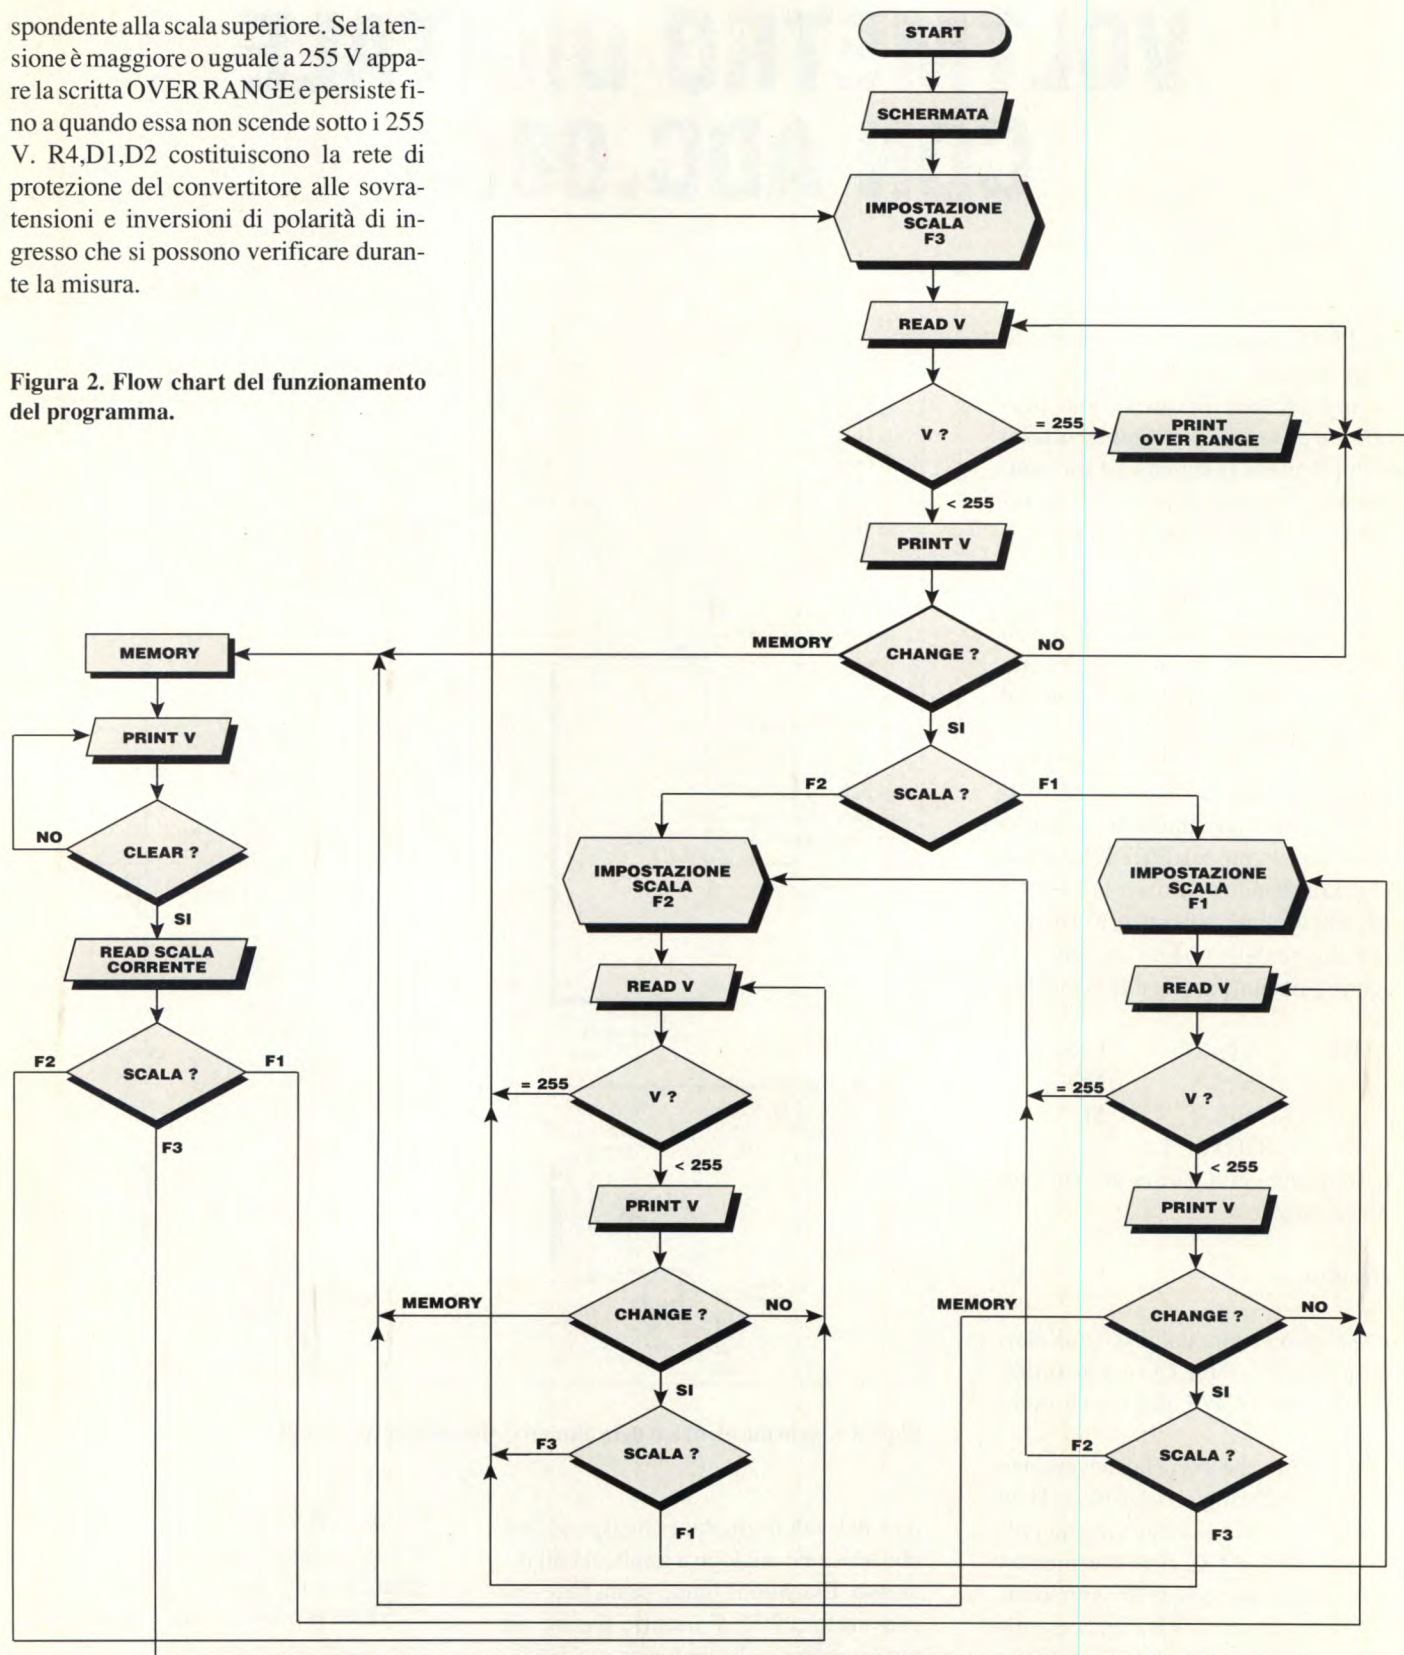 spondente alla scala superiore. Se la ten-
sione è maggiore o uguale a 255 V appa-
re la scritta OVER RANGE e persiste fi-
no a quando essa non scende sotto i 255
V. R4,D1,D2 costituiscono la rete di
protezione del convertitore alle sovra-
tensioni e inversioni di polarità di in-
gresso che si possono verificare duran-
te la misura.
Figura 2. Flow chart del funzionamento
del programma.
START
SCHERMATA
IMPOSTAZIONE
SCALA
F3
READ V
V ?
= 255
PRINT
OVER RANGE
< 255
PRINT V
CHANGE ?
MEMORY
NO
SI
SCALA ?
F2
F1
MEMORY
PRINT V
CLEAR ?
NO
SI
READ SCALA
CORRENTE
SCALA ?
F2
F1
F3
IMPOSTAZIONE
SCALA
F2
READ V
V ?
= 255
< 255
PRINT V
CHANGE ?
MEMORY
NO
SI
SCALA ?
F3
F1
IMPOSTAZIONE
SCALA
F1
READ V
V ?
= 255
< 255
PRINT V
CHANGE ?
MEMORY
NO
SI
SCALA ?
F2
F3